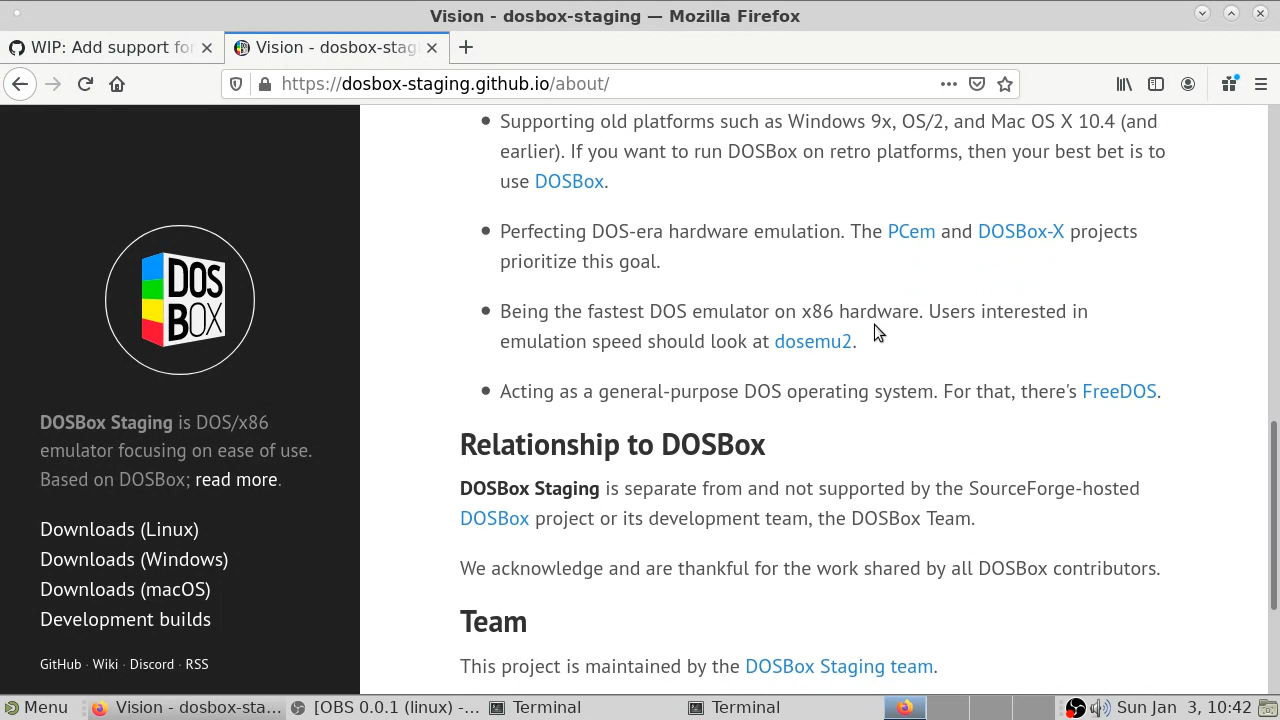 Vision - dosbox-staging — Mozilla Firefox
WIP: Add support fo
Vision - dosbox-stag
https://dosbox-staging.github.io/about/
Supporting old platforms such as Windows 9x, OS/2, and Mac OS X 10.4 (and
earlier). If you want to run DOSBox on retro platforms, then your best bet is to
use DOSBox.
Perfecting DOS-era hardware emulation. The PCem and DOSBox-X projects
prioritize this goal.
Being the fastest DOS emulator on x86 hardware. Users interested in
emulation speed should look at dosemu2.
Acting as a general-purpose DOS operating system. For that, there's FreeDOS.
Relationship to DOSBox
DOSBox Staging is separate from and not supported by the SourceForge-hosted
DOSBox project or its development team, the DOSBox Team.
We acknowledge and are thankful for the work shared by all DOSBox contributors.
Team
This project is maintained by the DOSBox Staging team.
DOS
BOX
DOSBox Staging is DOS/x86
emulator focusing on ease of use.
Based on DOSBox; read more.
Downloads (Linux)
Downloads (Windows)
Downloads (macOS)
Development builds
GitHub · Wiki · Discord · RSS
Menu
Vision - dosbox-sta...
[OBS 0.0.1 (linux) -...
Terminal
Terminal
Sun Jan 3, 10:42